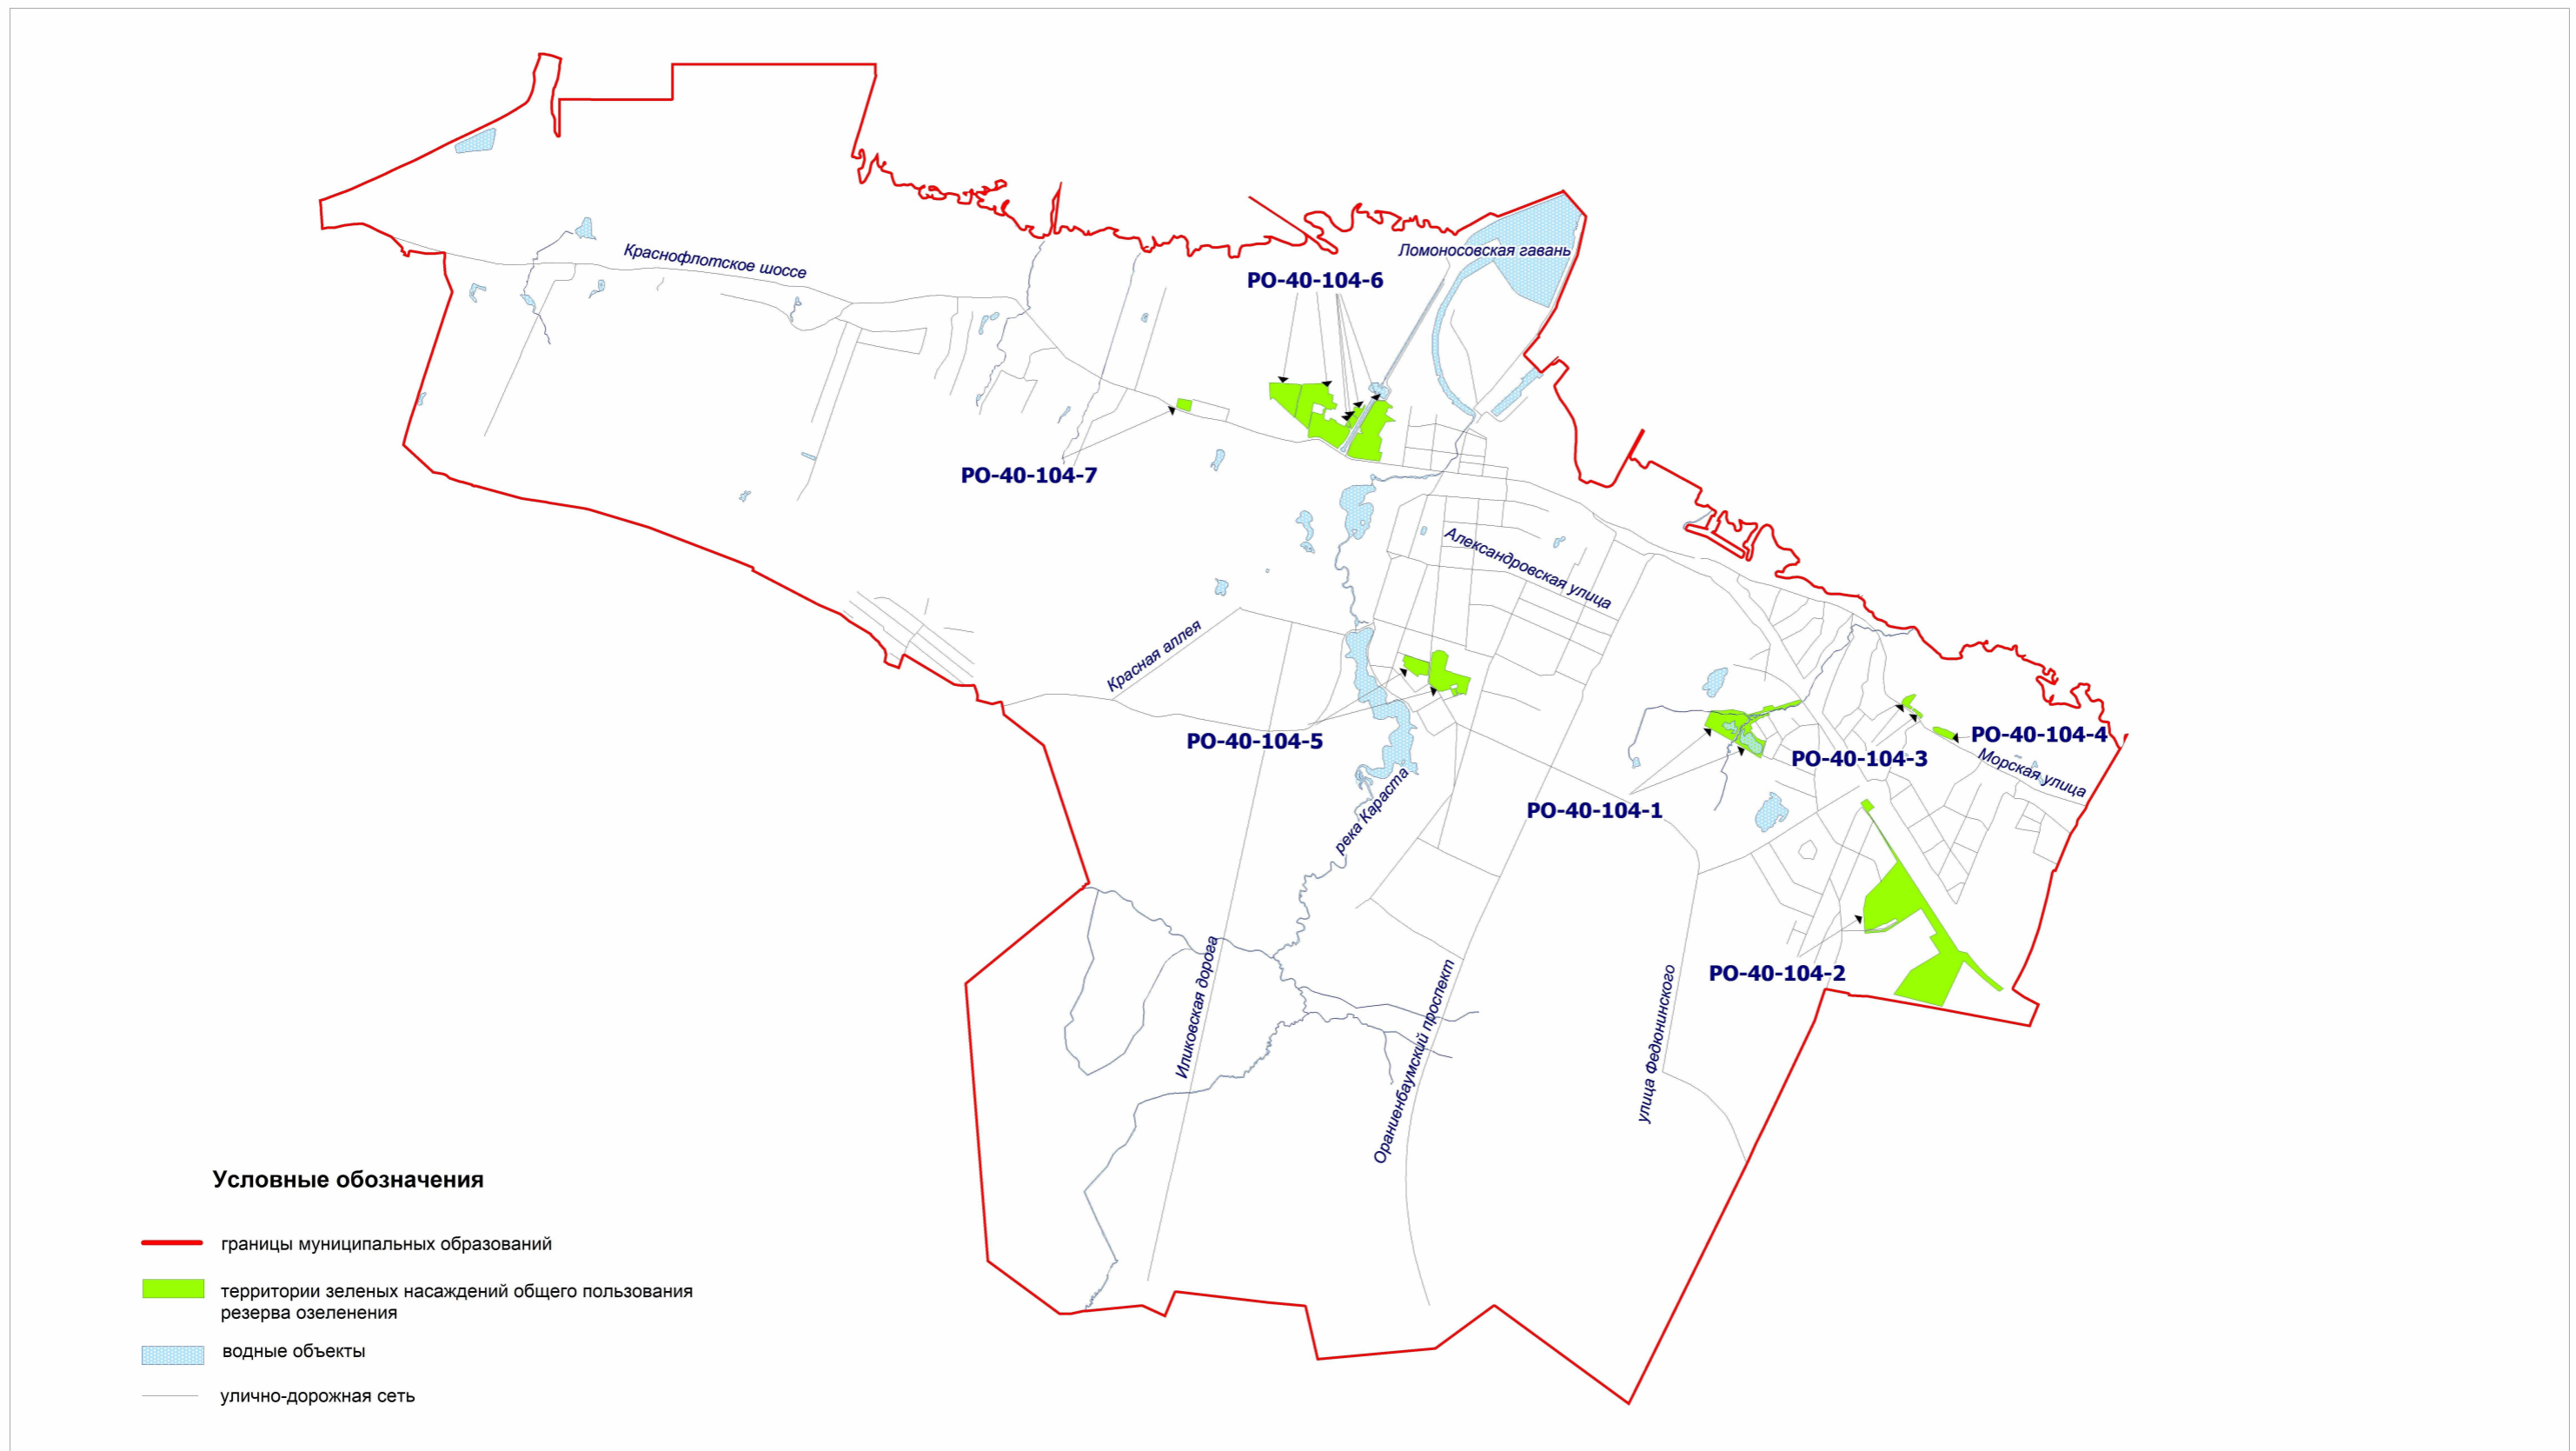 Краснофлотское шоссе
Ломоносовская гавань
РО-40-104-6
РО-40-104-7
Александровская улица
Красная аллея
РО-40-104-5
РО-40-104-4
РО-40-104-3
Морская улица
РО-40-104-1
река Караста
РО-40-104-2
Иликовская дорога
Ораниенбаумский проспект
улица Федюнинского
Условные обозначения
границы муниципальных образований
территории зеленых насаждений общего пользования
резерва озеленения
водные объекты
улично-дорожная сеть